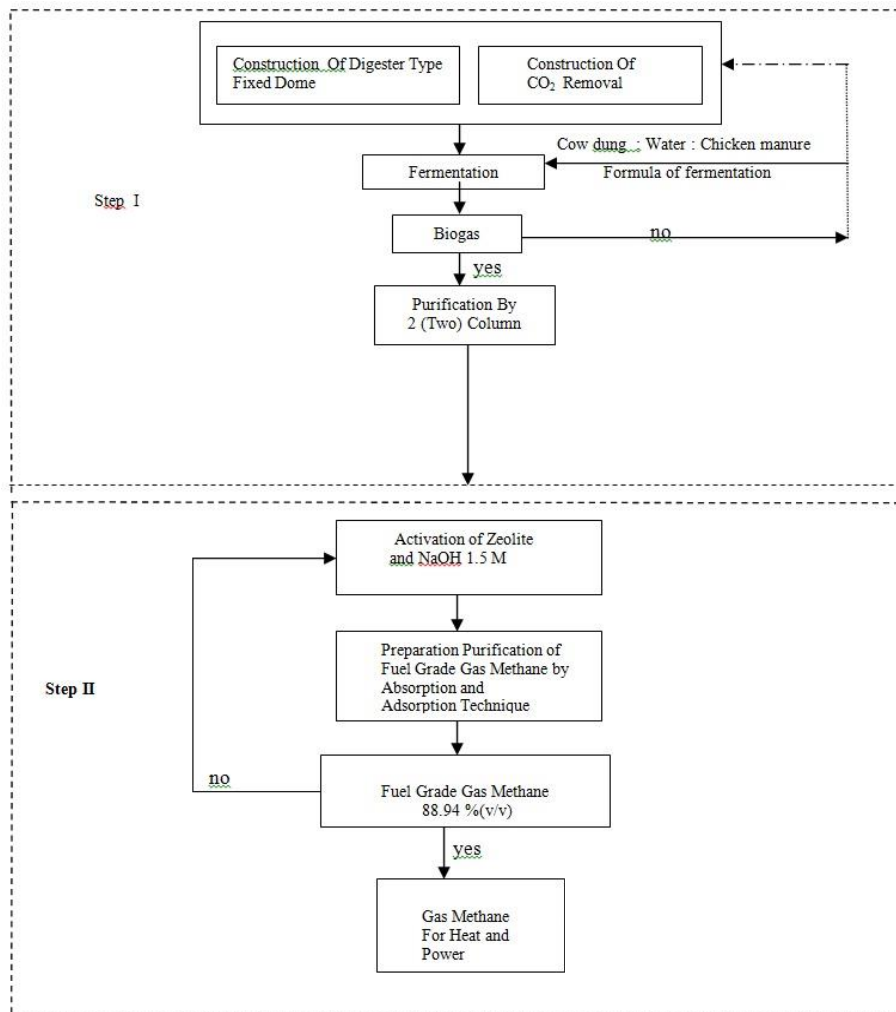 Construction Of Digester Type
Fixed Dome
Construction Of
CO₂ Removal
Cow dung : Water : Chicken manure
Formula of fermentation
Fermentation
Step I
Biogas
no
yes
Purification By
2 (Two) Column
Activation of Zeolite
and NaOH 1.5 M
Preparation Purification of
Fuel Grade Gas Methane by
Absorption and
Adsorption Technique
Step II
no
Fuel Grade Gas Methane
88.94 %(v/v)
yes
Gas Methane
For Heat and
Power